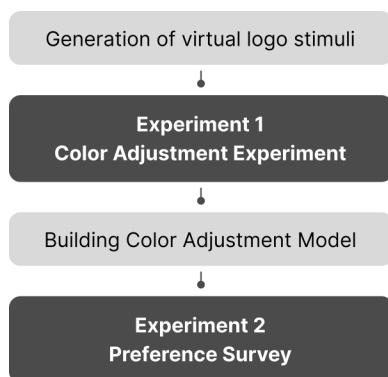 Generation of virtual logo stimuli
Experiment 1
Color Adjustment Experiment
Building Color Adjustment Model
Experiment 2
Preference Survey